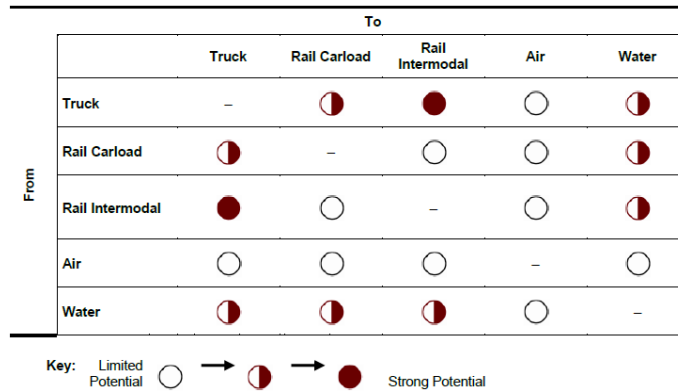 To
Truck Rail Carload Rail Intermodal Air Water
From
Truck –
Rail Carload –
Rail Intermodal –
Air –
Water –
Key: Limited Potential Strong Potential